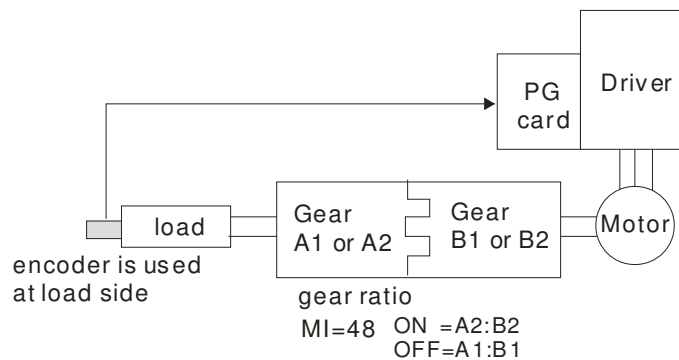 Driver
PG
card
Gear
A1 or A2
Gear
B1 or B2
load
Motor
encoder is used
at load side
gear ratio
MI=48 ON =A2:B2
OFF=A1:B1